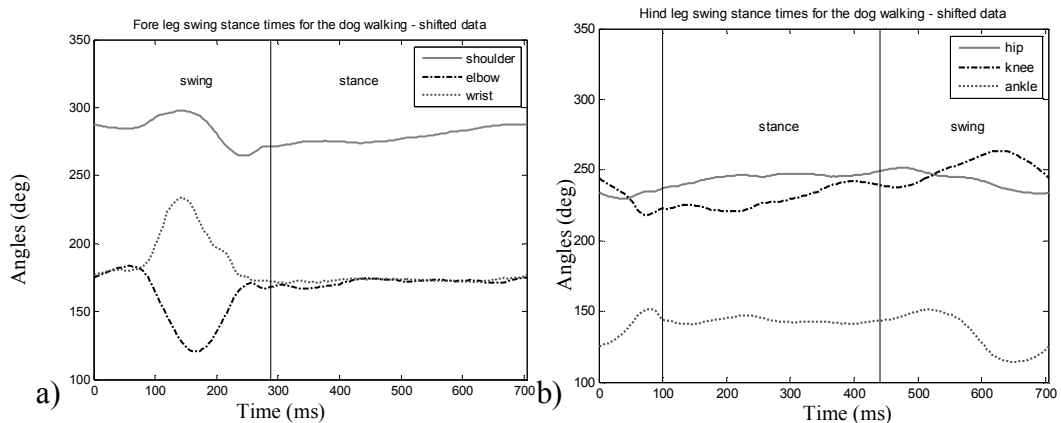 Fore leg swing stance times for the dog walking - shifted data
350
300
250
200
150
100
Angles (deg)
swing
stance
shoulder
elbow
wrist
0 100 200 300 400 500 600 700
Time (ms)
a)
Hind leg swing stance times for the dog walking - shifted data
350
300
250
200
150
100
Angles (deg)
stance
swing
hip
knee
ankle
0 100 200 300 400 500 600 700
Time (ms)
b)